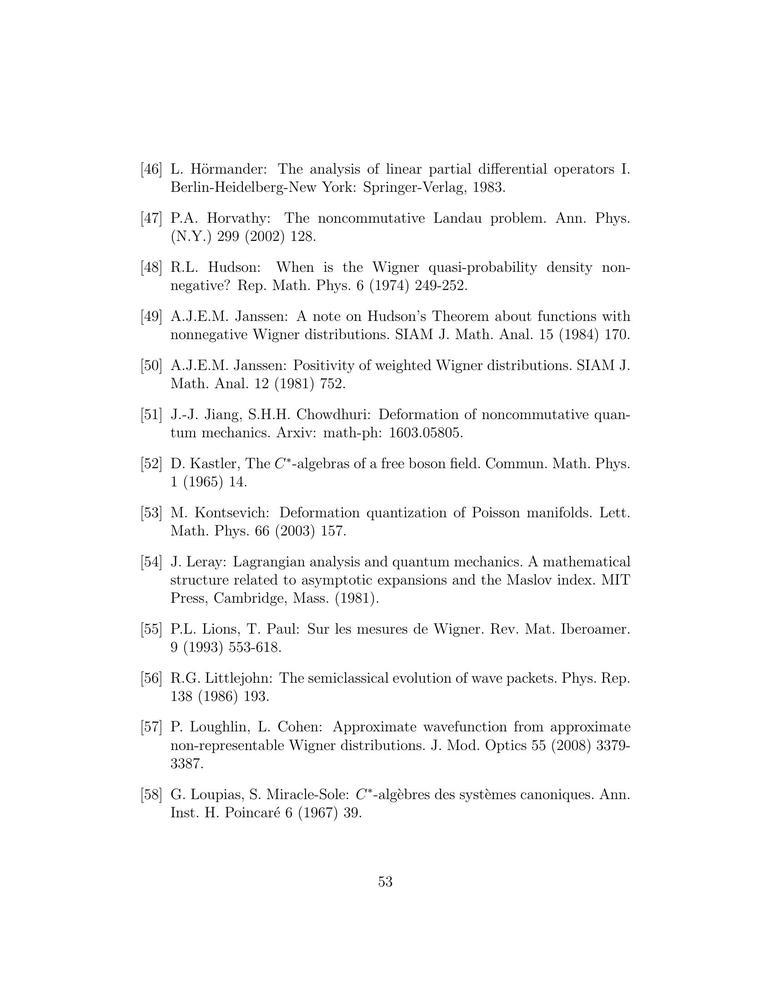 [46] L. Hörmander: The analysis of linear partial differential operators I.
Berlin-Heidelberg-New York: Springer-Verlag, 1983.
[47] P.A. Horvathy: The noncommutative Landau problem. Ann. Phys.
(N.Y.) 299 (2002) 128.
[48] R.L. Hudson: When is the Wigner quasi-probability density non-
negative? Rep. Math. Phys. 6 (1974) 249-252.
[49] A.J.E.M. Janssen: A note on Hudson's Theorem about functions with
nonnegative Wigner distributions. SIAM J. Math. Anal. 15 (1984) 170.
[50] A.J.E.M. Janssen: Positivity of weighted Wigner distributions. SIAM J.
Math. Anal. 12 (1981) 752.
[51] J.-J. Jiang, S.H.H. Chowdhuri: Deformation of noncommutative quan-
tum mechanics. Arxiv: math-ph: 1603.05805.
[52] D. Kastler, The C*-algebras of a free boson field. Commun. Math. Phys.
1 (1965) 14.
[53] M. Kontsevich: Deformation quantization of Poisson manifolds. Lett.
Math. Phys. 66 (2003) 157.
[54] J. Leray: Lagrangian analysis and quantum mechanics. A mathematical
structure related to asymptotic expansions and the Maslov index. MIT
Press, Cambridge, Mass. (1981).
[55] P.L. Lions, T. Paul: Sur les mesures de Wigner. Rev. Mat. Iberoamer.
9 (1993) 553-618.
[56] R.G. Littlejohn: The semiclassical evolution of wave packets. Phys. Rep.
138 (1986) 193.
[57] P. Loughlin, L. Cohen: Approximate wavefunction from approximate
non-representable Wigner distributions. J. Mod. Optics 55 (2008) 3379-
3387.
[58] G. Loupias, S. Miracle-Sole: C*-algèbres des systèmes canoniques. Ann.
Inst. H. Poincaré 6 (1967) 39.
53